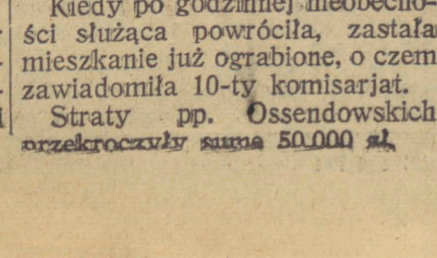 Kiedy po godzinnej nieobecno-
ści służąca powróciła, zastała
mieszkanie już ograbione, o czem
zawiadomiła 10-ty komisarjat.
Straty pp. Ossendowskich
przekroczyły sumę 50.000 zł.